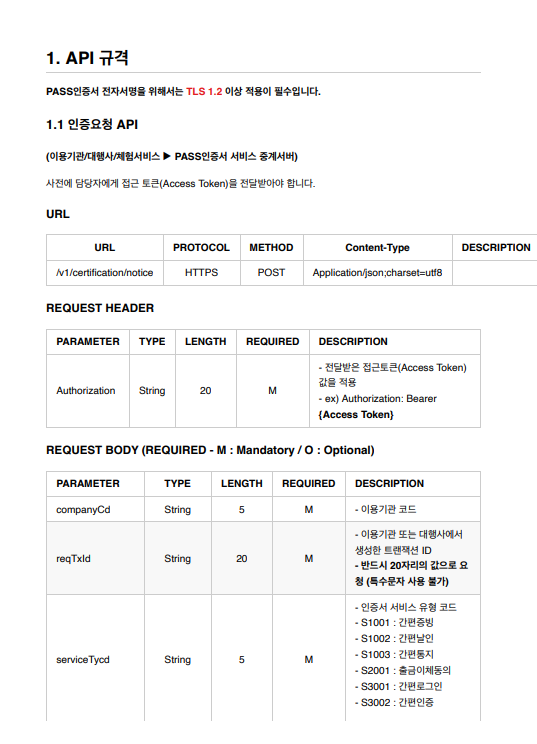 1. API 규격
PASS인증서 전자서명을 위해서는 TLS 1.2 이상 적용이 필수입니다.
1.1 인증요청 API
(이용기관/대행사/체험서비스 ▶ PASS인증서 서비스 중계서버)
사전에 담당자에게 접근 토큰(Access Token)을 전달받아야 합니다.
URL
URL PROTOCOL METHOD Content-Type DESCRIPTION
/v1/certification/notice HTTPS POST Application/json;charset=utf8
REQUEST HEADER
PARAMETER TYPE LENGTH REQUIRED DESCRIPTION
Authorization String 20 M
- 전달받은 접근토큰(Access Token)
값을 적용
- ex) Authorization: Bearer
{Access Token}
REQUEST BODY (REQUIRED - M : Mandatory / O : Optional)
PARAMETER TYPE LENGTH REQUIRED DESCRIPTION
companyCd String 5 M - 이용기관 코드
reqTxId String 20 M
- 이용기관 또는 대행사에서
생성한 트랜잭션 ID
- 반드시 20자리의 값으로 요
청 (특수문자 사용 불가)
serviceTycd String 5 M
- 인증서 서비스 유형 코드
- S1001 : 간편증빙
- S1002 : 간편날인
- S1003 : 간편통지
- S2001 : 출금이체동의
- S3001 : 간편로그인
- S3002 : 간편인증